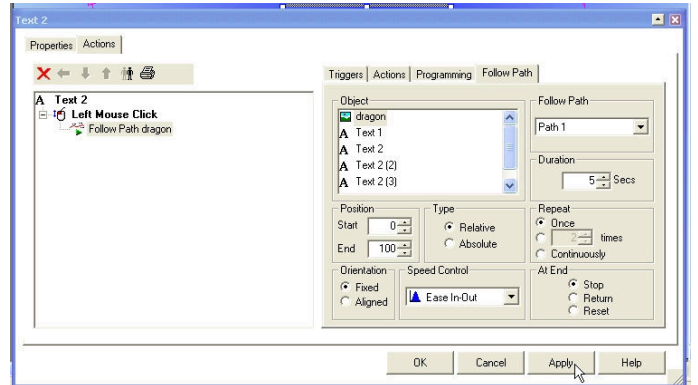 Text 2
Properties Actions
Triggers Actions Programming Follow Path
A Text 2
Left Mouse Click
Follow Path dragon
Object
dragon
A Text 1
A Text 2
A Text 2 (2)
A Text 2 (3)
Follow Path
Path 1
Duration
5 Secs
Position
Start 0
End 100
Type
Relative
Absolute
Repeat
Once
2 times
Continuously
Orientation
Fixed
Aligned
Speed Control
Ease In-Out
At End
Stop
Return
Reset
OK Cancel Apply Help